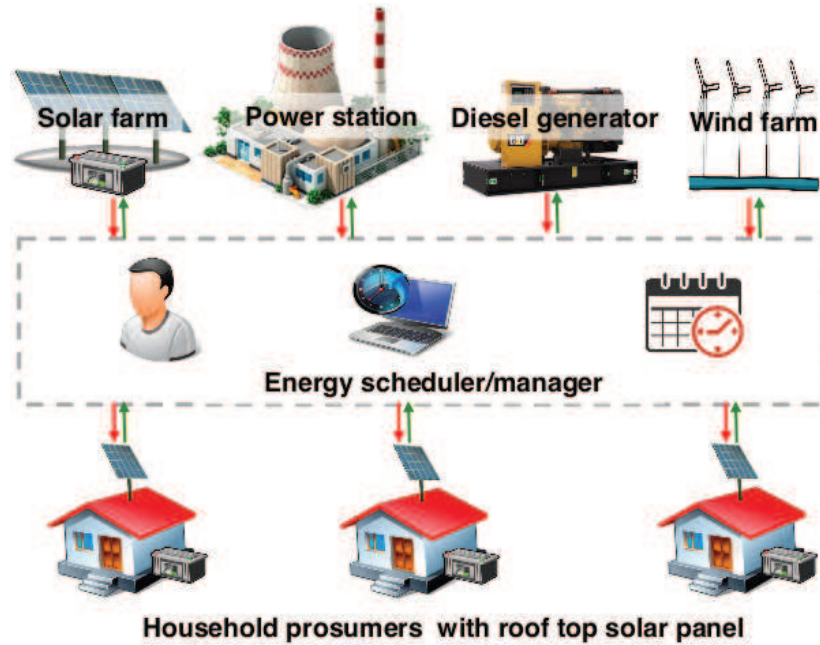 Solar farm
Power station
Diesel generator
Wind farm
Energy scheduler/manager
Household prosumers with roof top solar panel